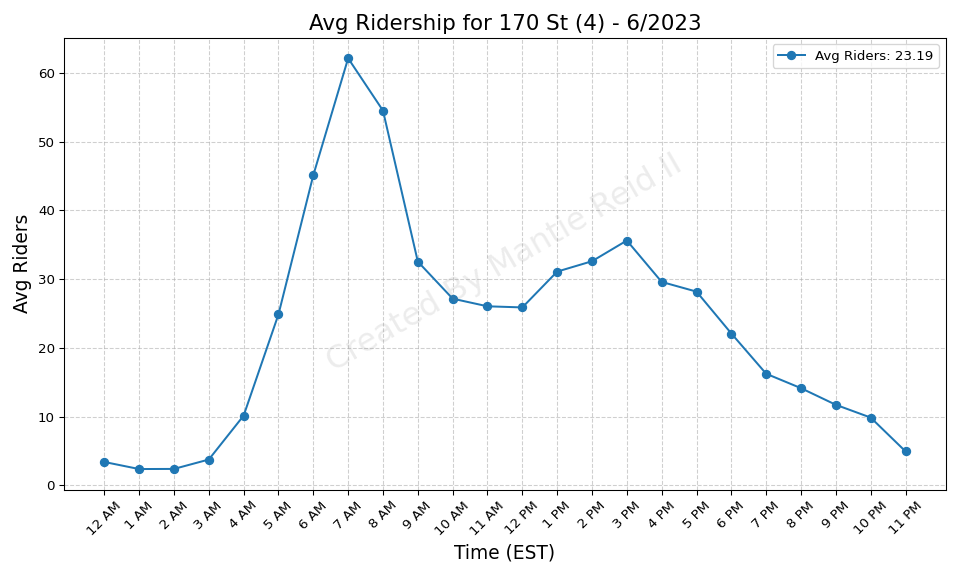 Avg Ridership for 170 St (4) - 6/2023
Avg Riders: 23.19
60
50
40
30
20
10
0
Avg Riders
Created By Mantie Reid II
12 AM
1 AM
2 AM
3 AM
4 AM
5 AM
6 AM
7 AM
8 AM
9 AM
10 AM
11 AM
12 PM
1 PM
2 PM
3 PM
4 PM
5 PM
6 PM
7 PM
8 PM
9 PM
10 PM
11 PM
Time (EST)